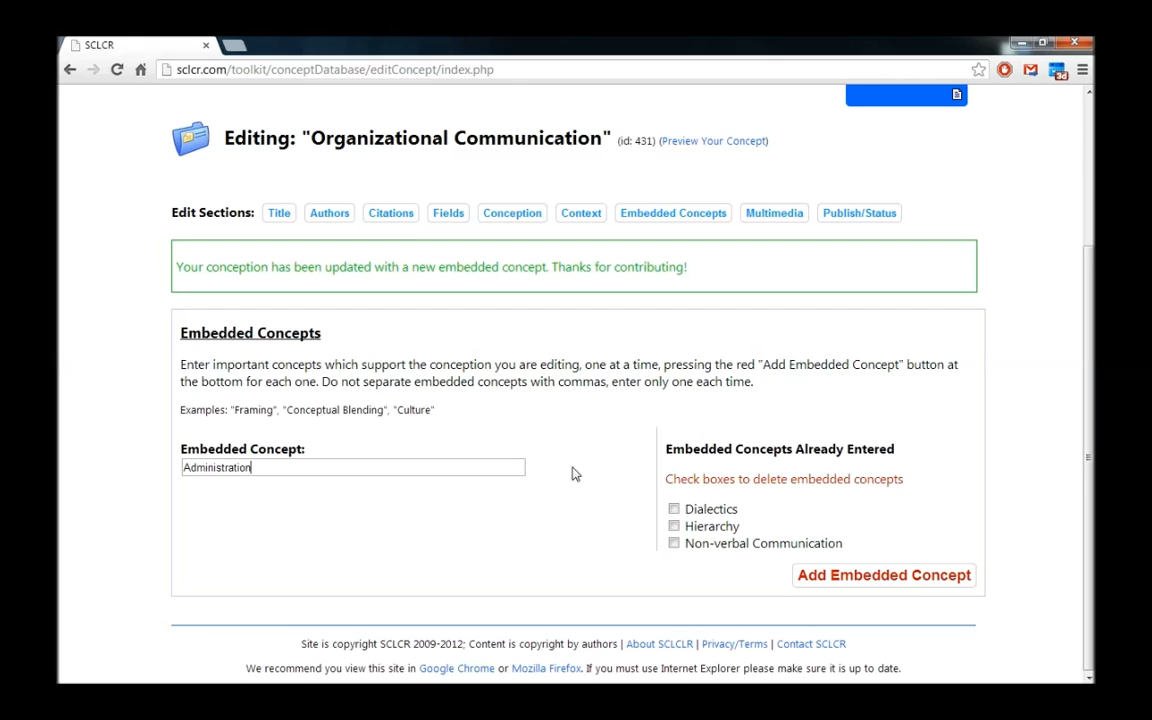 SCLCR
sclcr.com/toolkit/conceptDatabase/editConcept/index.php
Editing: "Organizational Communication" (id: 431) (Preview Your Concept)
Edit Sections: Title Authors Citations Fields Conception Context Embedded Concepts Multimedia Publish/Status
Your conception has been updated with a new embedded concept. Thanks for contributing!
Embedded Concepts
Enter important concepts which support the conception you are editing, one at a time, pressing the red "Add Embedded Concept" button at
the bottom for each one. Do not separate embedded concepts with commas, enter only one each time.
Examples: "Framing", "Conceptual Blending", "Culture"
Embedded Concept:
Administration
Embedded Concepts Already Entered
Check boxes to delete embedded concepts
Dialectics
Hierarchy
Non-verbal Communication
Add Embedded Concept
Site is copyright SCLCR 2009-2012; Content is copyright by authors | About SCLCLR | Privacy/Terms | Contact SCLCR
We recommend you view this site in Google Chrome or Mozilla Firefox. If you must use Internet Explorer please make sure it is up to date.